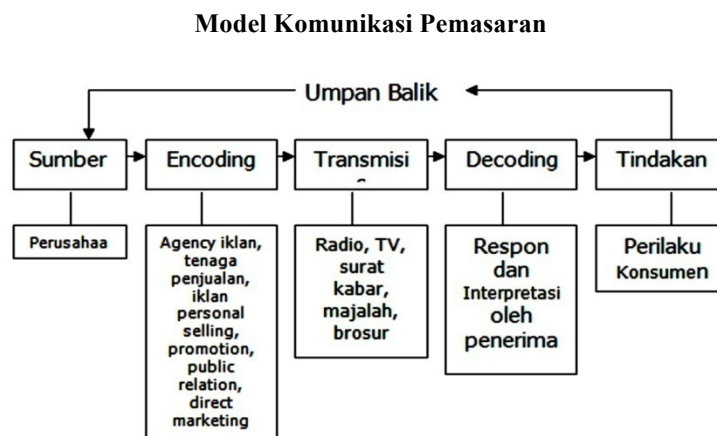 Model Komunikasi Pemasaran
Umpan Balik
Sumber
Encoding
Transmisi
Decoding
Tindakan
Perusahaa
Agency iklan,
tenaga
penjualan,
iklan
personal
selling,
promotion,
public
relation,
direct
marketing
Radio, TV,
surat
kabar,
majalah,
brosur
Respon
dan
Interpretasi
oleh
penerima
Perilaku
Konsumen